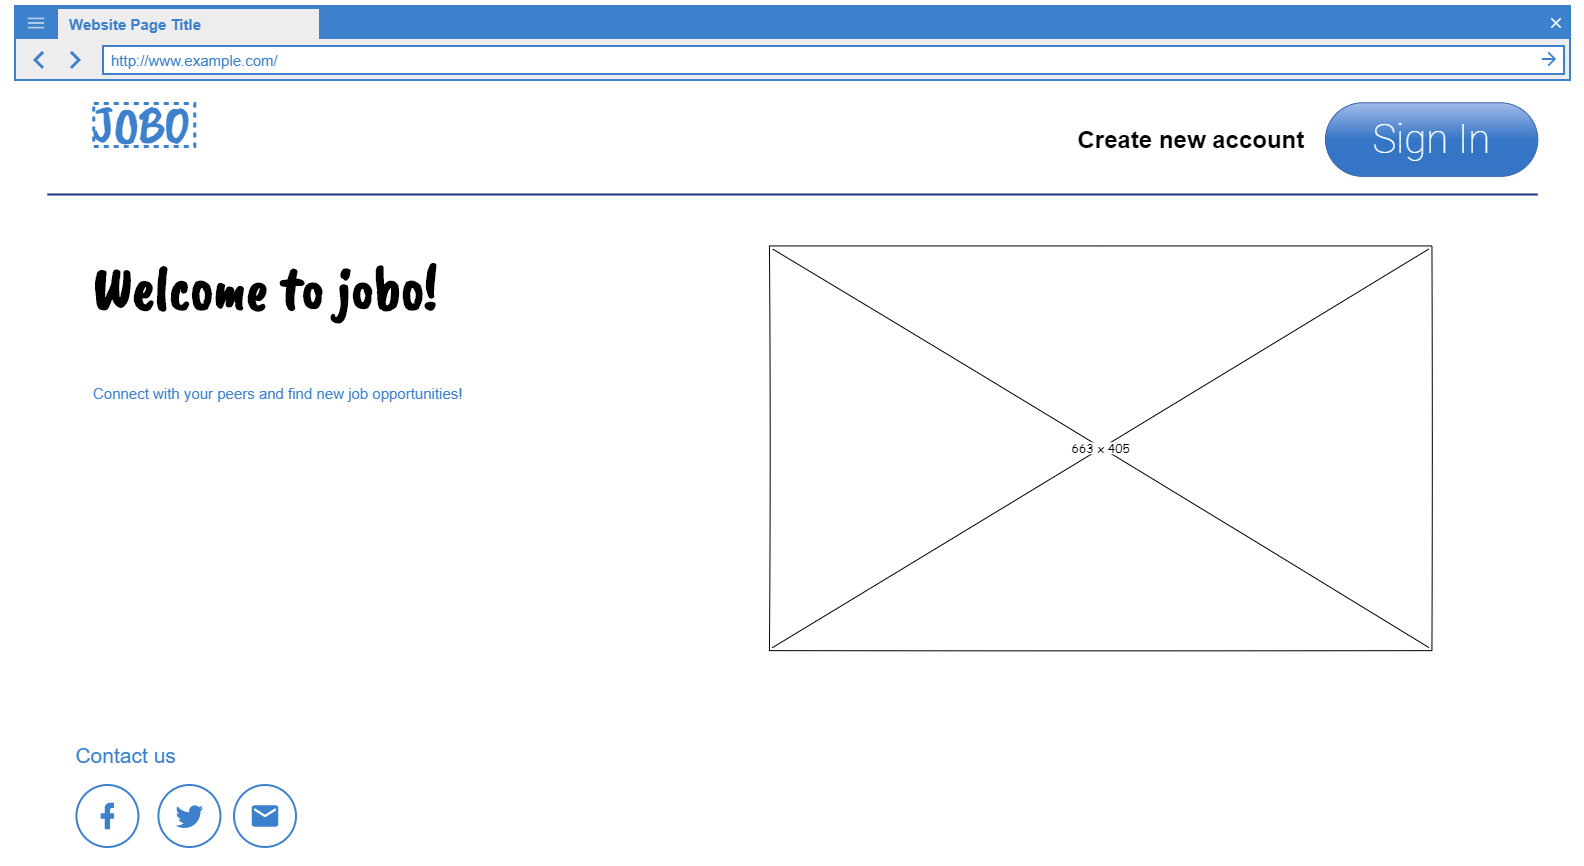 Website Page Title
http://www.example.com/
JOBO
Create new account
Sign In
Welcome to jobo!
Connect with your peers and find new job opportunities!
663 x 405
Contact us